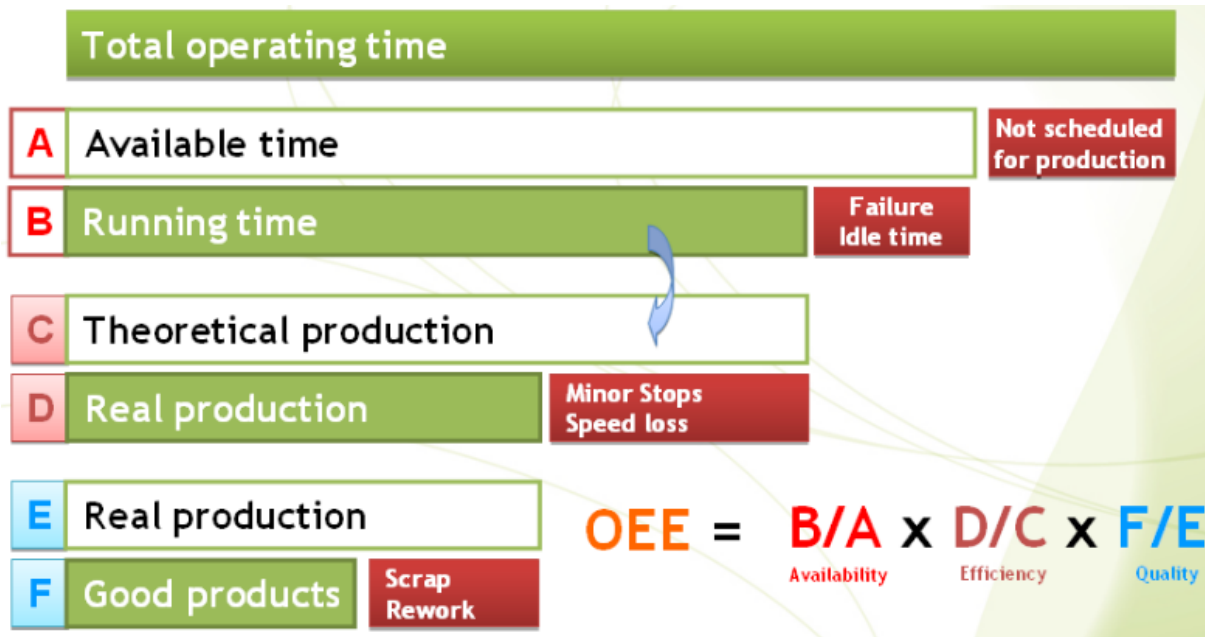 Total operating time
A Available time
Not scheduled
for production
B Running time
Failure
Idle time
C Theoretical production
D Real production
Minor Stops
Speed loss
E Real production
OEE = B/A x D/C x F/E
Availability Efficiency Quality
F Good products
Scrap
Rework